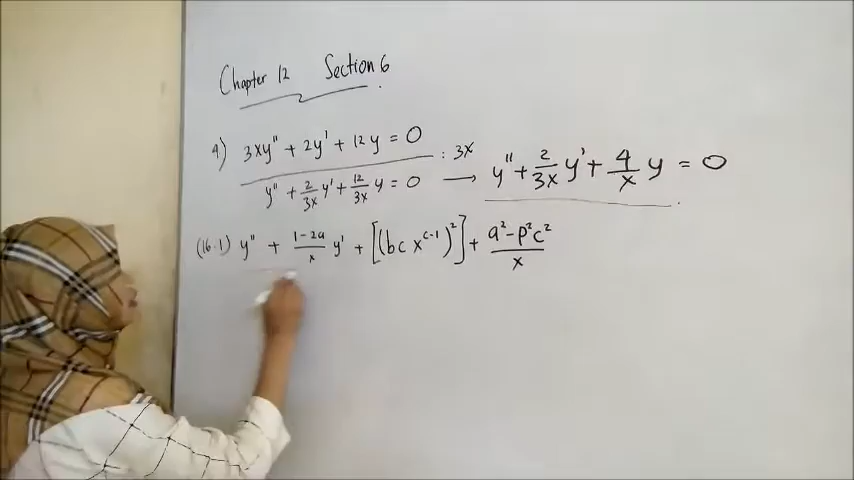 Chapter 12 Section 6
4) 3xy'' + 2y' + 12y = 0 : 3x
y'' + 2/3x y' + 12/3x y = 0 → y'' + 2/3x y' + 4/x y = 0
(16.1) y'' + 1-2a/x y' + [(bc x^(c-1))^2] + a^2-p^2c^2/x